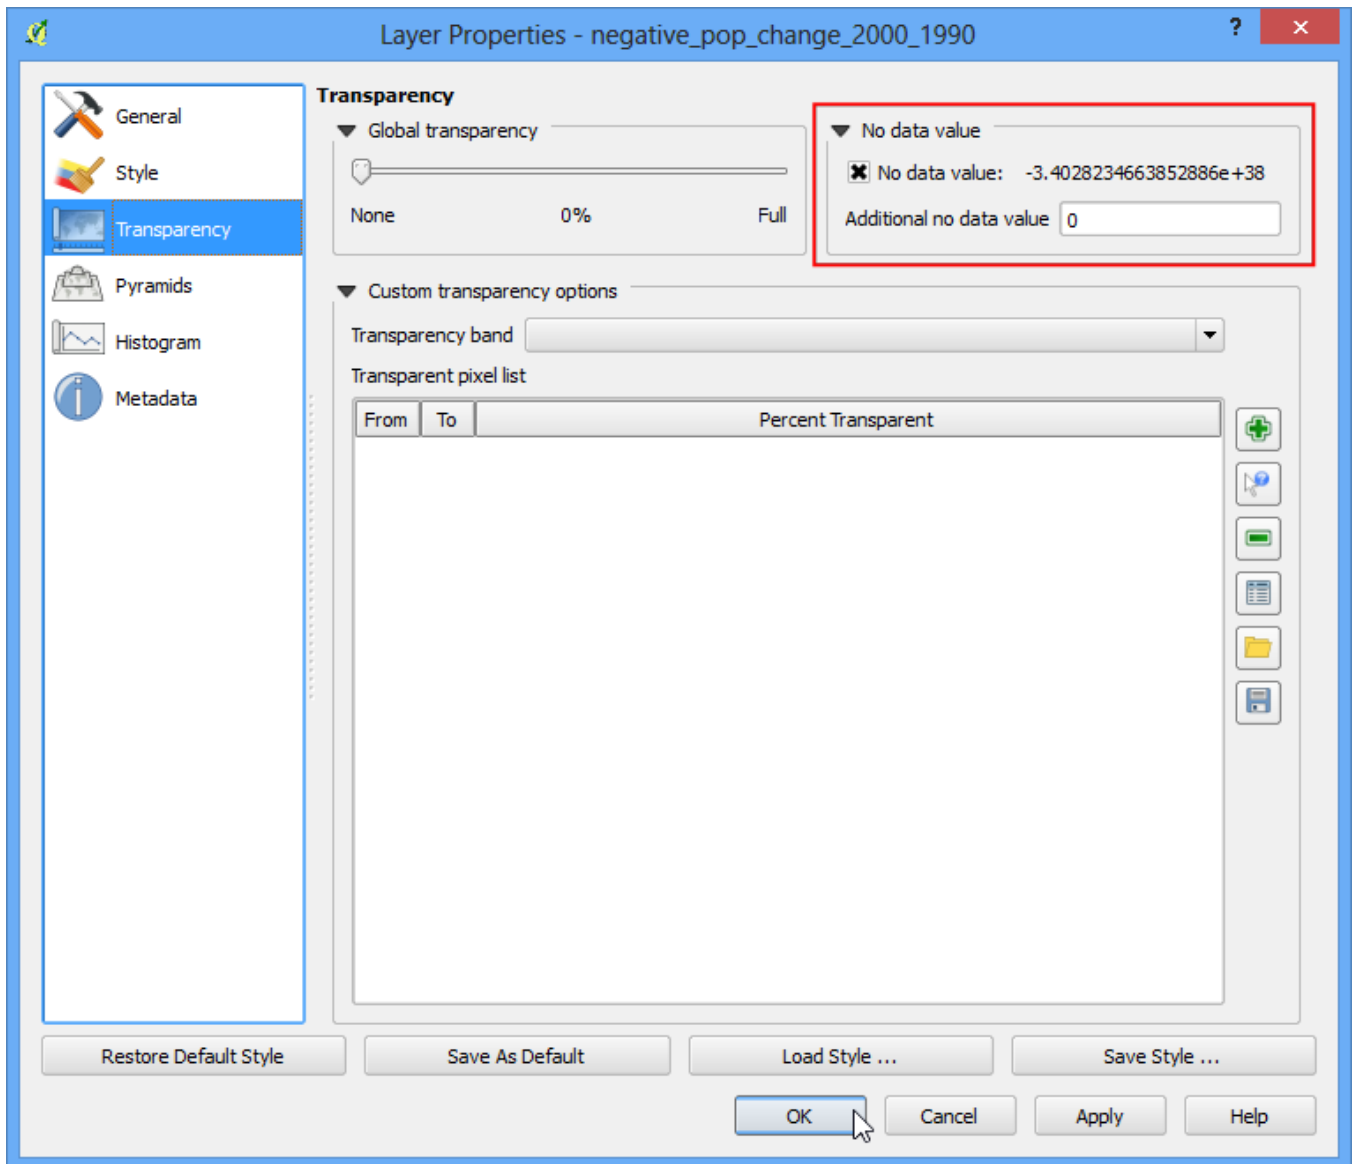 Layer Properties - negative_pop_change_2000_1990
?
General
Style
Transparency
Pyramids
Histogram
Metadata
Transparency
Global transparency
None 0% Full
No data value
No data value: -3.4028234663852886e+38
Additional no data value 0
Custom transparency options
Transparency band
Transparent pixel list
From To Percent Transparent
Restore Default Style Save As Default Load Style ... Save Style ...
OK Cancel Apply Help